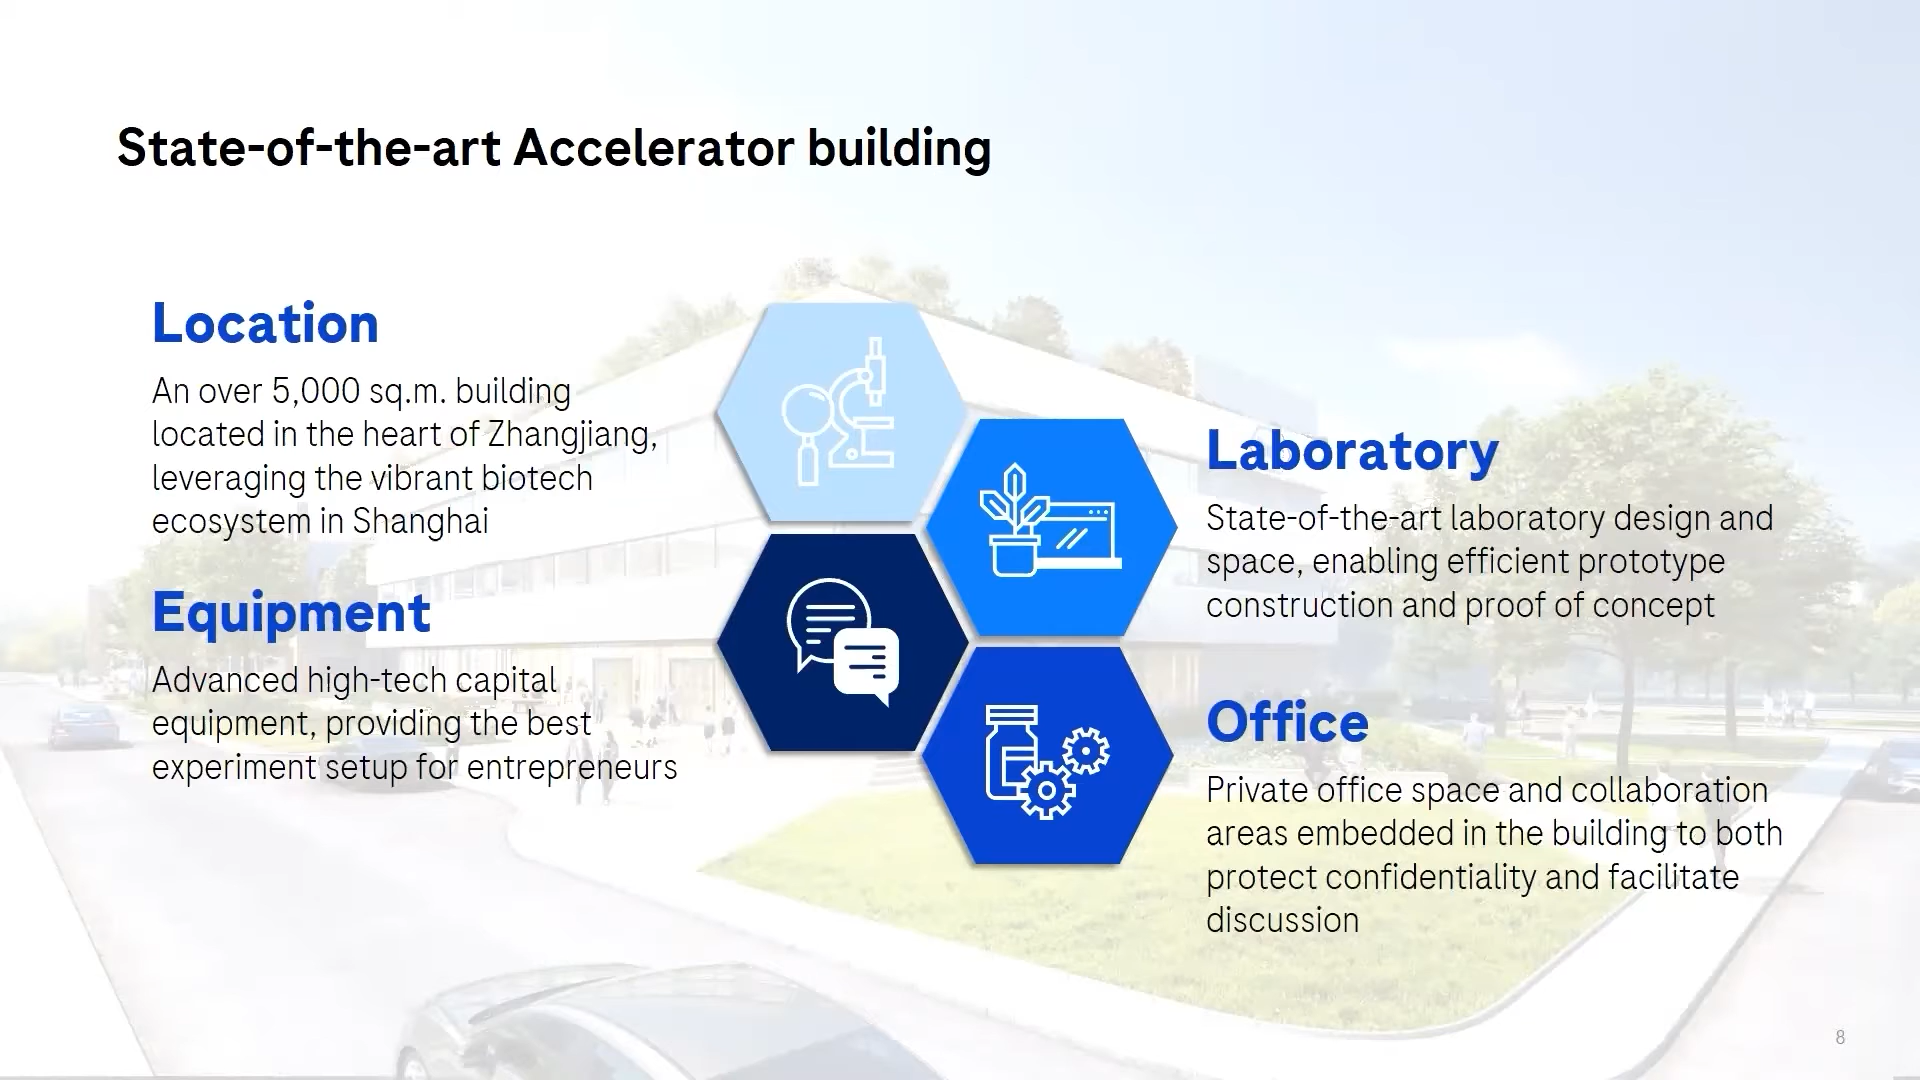 State-of-the-art Accelerator building
Location
An over 5,000 sq.m. building
located in the heart of Zhangjiang,
leveraging the vibrant biotech
ecosystem in Shanghai
Equipment
Advanced high-tech capital
equipment, providing the best
experiment setup for entrepreneurs
Laboratory
State-of-the-art laboratory design and
space, enabling efficient prototype
construction and proof of concept
Office
Private office space and collaboration
areas embedded in the building to both
protect confidentiality and facilitate
discussion
8